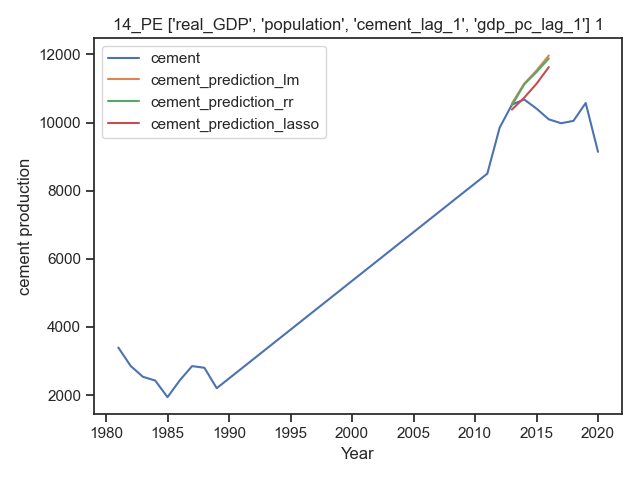 14_PE ['real_GDP', 'population', 'cement_lag_1', 'gdp_pc_lag_1'] 1
cement
cement_prediction_lm
cement_prediction_rr
cement_prediction_lasso
cement production
12000
10000
8000
6000
4000
2000
1980 1985 1990 1995 2000 2005 2010 2015 2020
Year